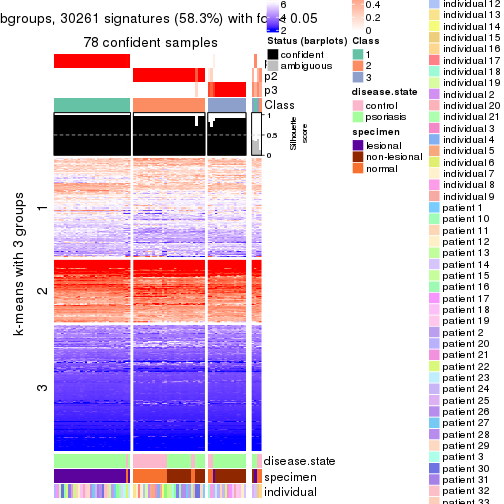 bgroups, 30261 signatures (58.3%) with fdr < 0.05
78 confident samples
p2
p3
Class
1
0.5
0
Silhouette
score
k-means with 3 groups
1
2
3
disease.state
specimen
individual
6
4
2
Status (barplots)
confident
ambiguous
0.4
0.2
0
Class
1
2
3
disease.state
control
psoriasis
specimen
lesional
non-lesional
normal
individual 12
individual 13
individual 14
individual 15
individual 16
individual 17
individual 18
individual 19
individual 2
individual 20
individual 21
individual 3
individual 4
individual 5
individual 6
individual 7
individual 8
individual 9
patient 1
patient 10
patient 11
patient 12
patient 13
patient 14
patient 15
patient 16
patient 17
patient 18
patient 19
patient 2
patient 20
patient 21
patient 22
patient 23
patient 24
patient 25
patient 26
patient 27
patient 28
patient 29
patient 3
patient 30
patient 31
patient 32
patient 33